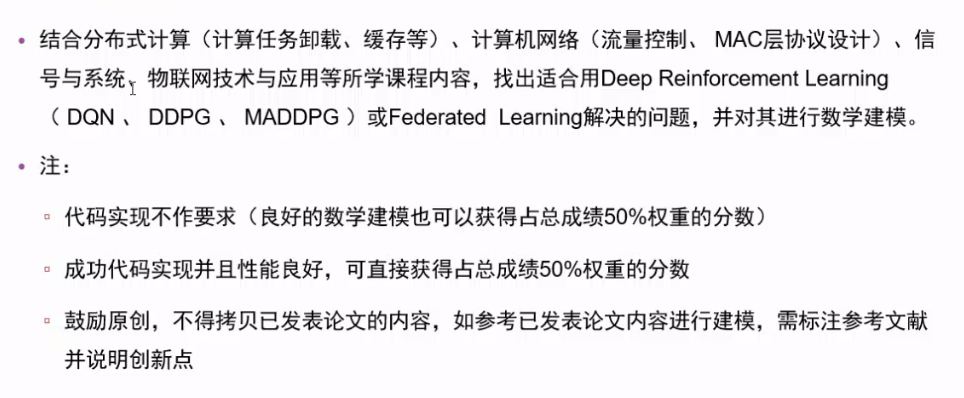 • 结合分布式计算（计算任务卸载、缓存等）、计算机网络（流量控制、 MAC层协议设计）、信
号与系统、物联网技术与应用等所学课程内容，找出适合用Deep Reinforcement Learning
（ DQN 、 DDPG 、 MADDPG ）或Federated Learning解决的问题，并对其进行数学建模。
• 注：
▫ 代码实现不作要求（良好的数学建模也可以获得占总成绩50%权重的分数）
▫ 成功代码实现并且性能良好，可直接获得占总成绩50%权重的分数
▫ 鼓励原创，不得拷贝已发表论文的内容，如参考已发表论文内容进行建模，需标注参考文献
并说明创新点